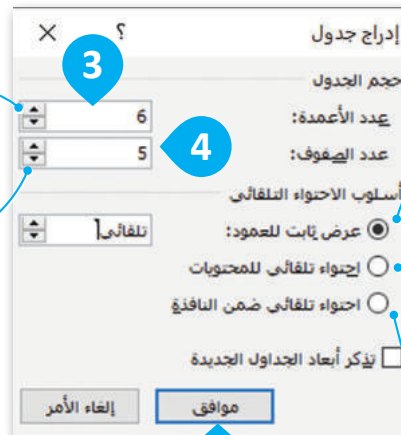 إدراج جدول ؟ ×
حجم الجدول
3
عدد الأعمدة: 6
عدد الصفوف: 5
4
أسلوب الاحتواء التلقائي
عرض ثابت للعمود: تلقائي
احتواء تلقائي للمحتويات
احتواء تلقائي ضمن النافذة
تذكر أبعاد الجداول الجديدة
موافق إلغاء الأمر